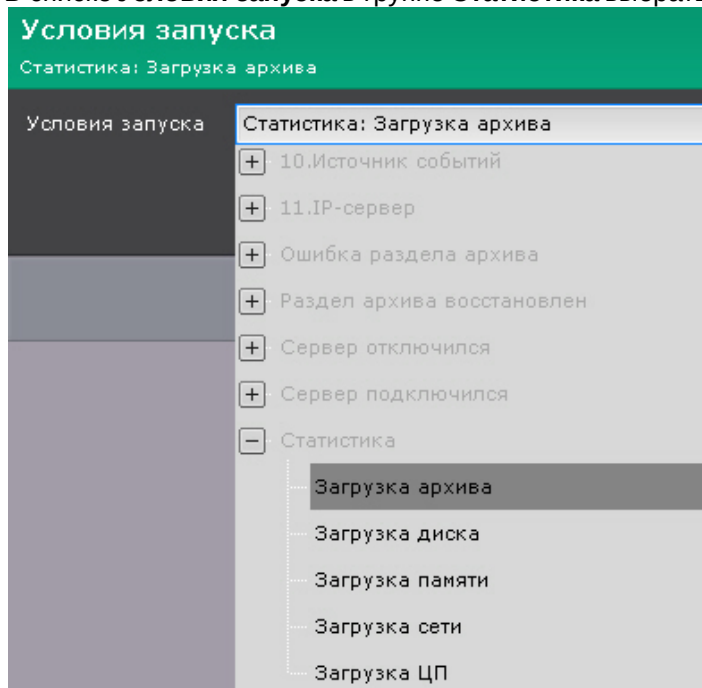 Условия запуска
Статистика: Загрузка архива
Условия запуска
Статистика: Загрузка архива
10.Источник событий
11.IP-сервер
Ошибка раздела архива
Раздел архива восстановлен
Сервер отключился
Сервер подключился
Статистика
Загрузка архива
Загрузка диска
Загрузка памяти
Загрузка сети
Загрузка ЦП